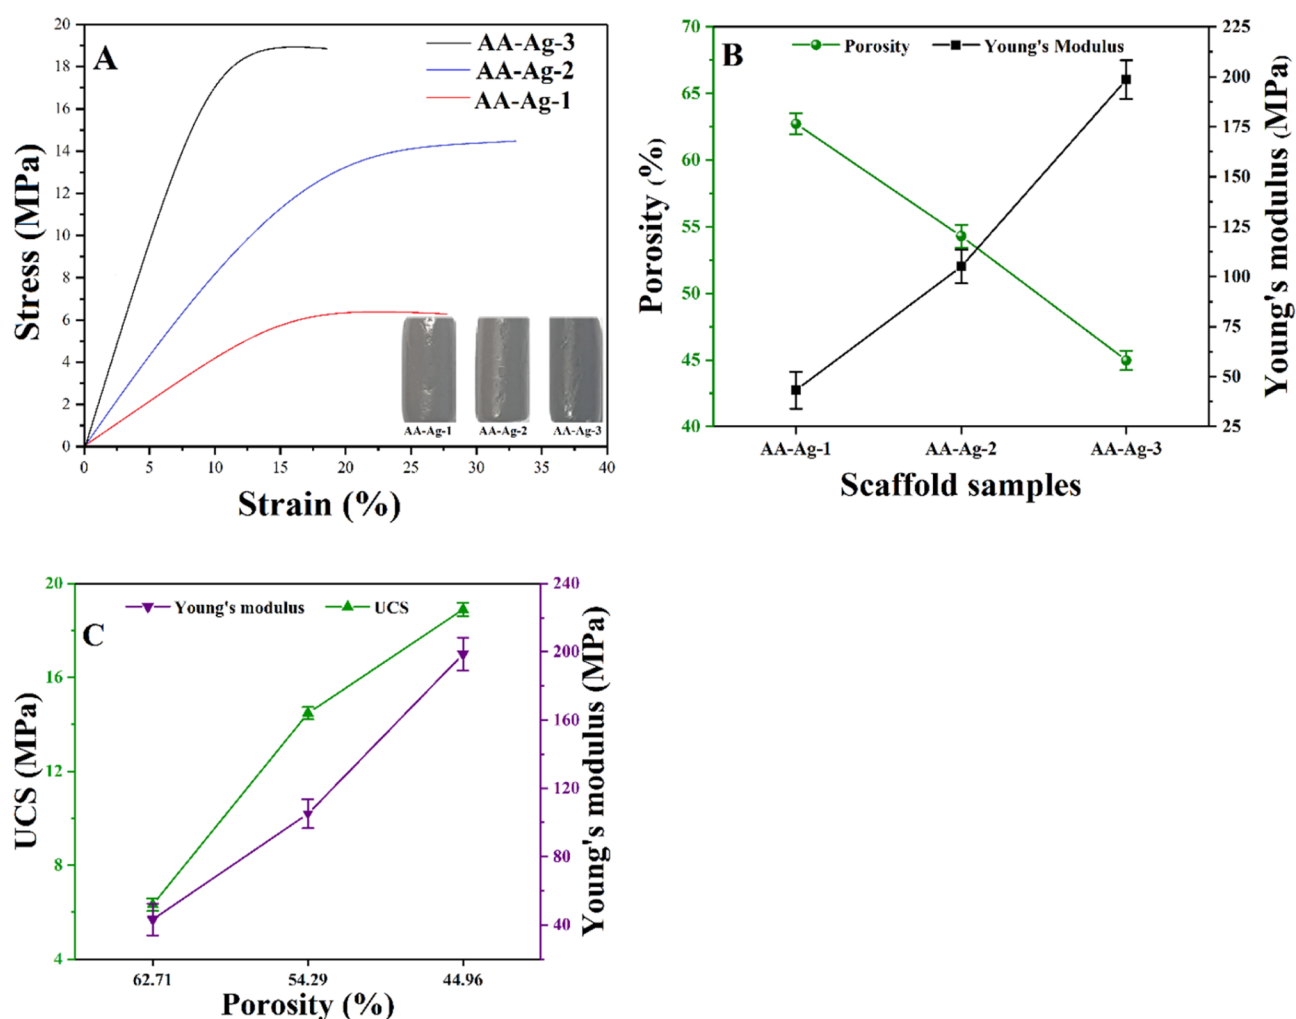 A
AA-Ag-3
AA-Ag-2
AA-Ag-1
Stress (MPa)
20
18
16
14
12
10
8
6
4
2
0
AA-Ag-1 AA-Ag-2 AA-Ag-3
0 5 10 15 20 25 30 35 40
Strain (%)
B
Porosity Young's Modulus
Porosity (%)
70
65
60
55
50
45
40
225
200
175
150
125
100
75
50
25
Young's modulus (MPa)
AA-Ag-1 AA-Ag-2 AA-Ag-3
Scaffold samples
C
Young's modulus UCS
UCS (MPa)
20
16
12
8
4
240
200
160
120
80
40
Young's modulus (MPa)
62.71 54.29 44.96
Porosity (%)